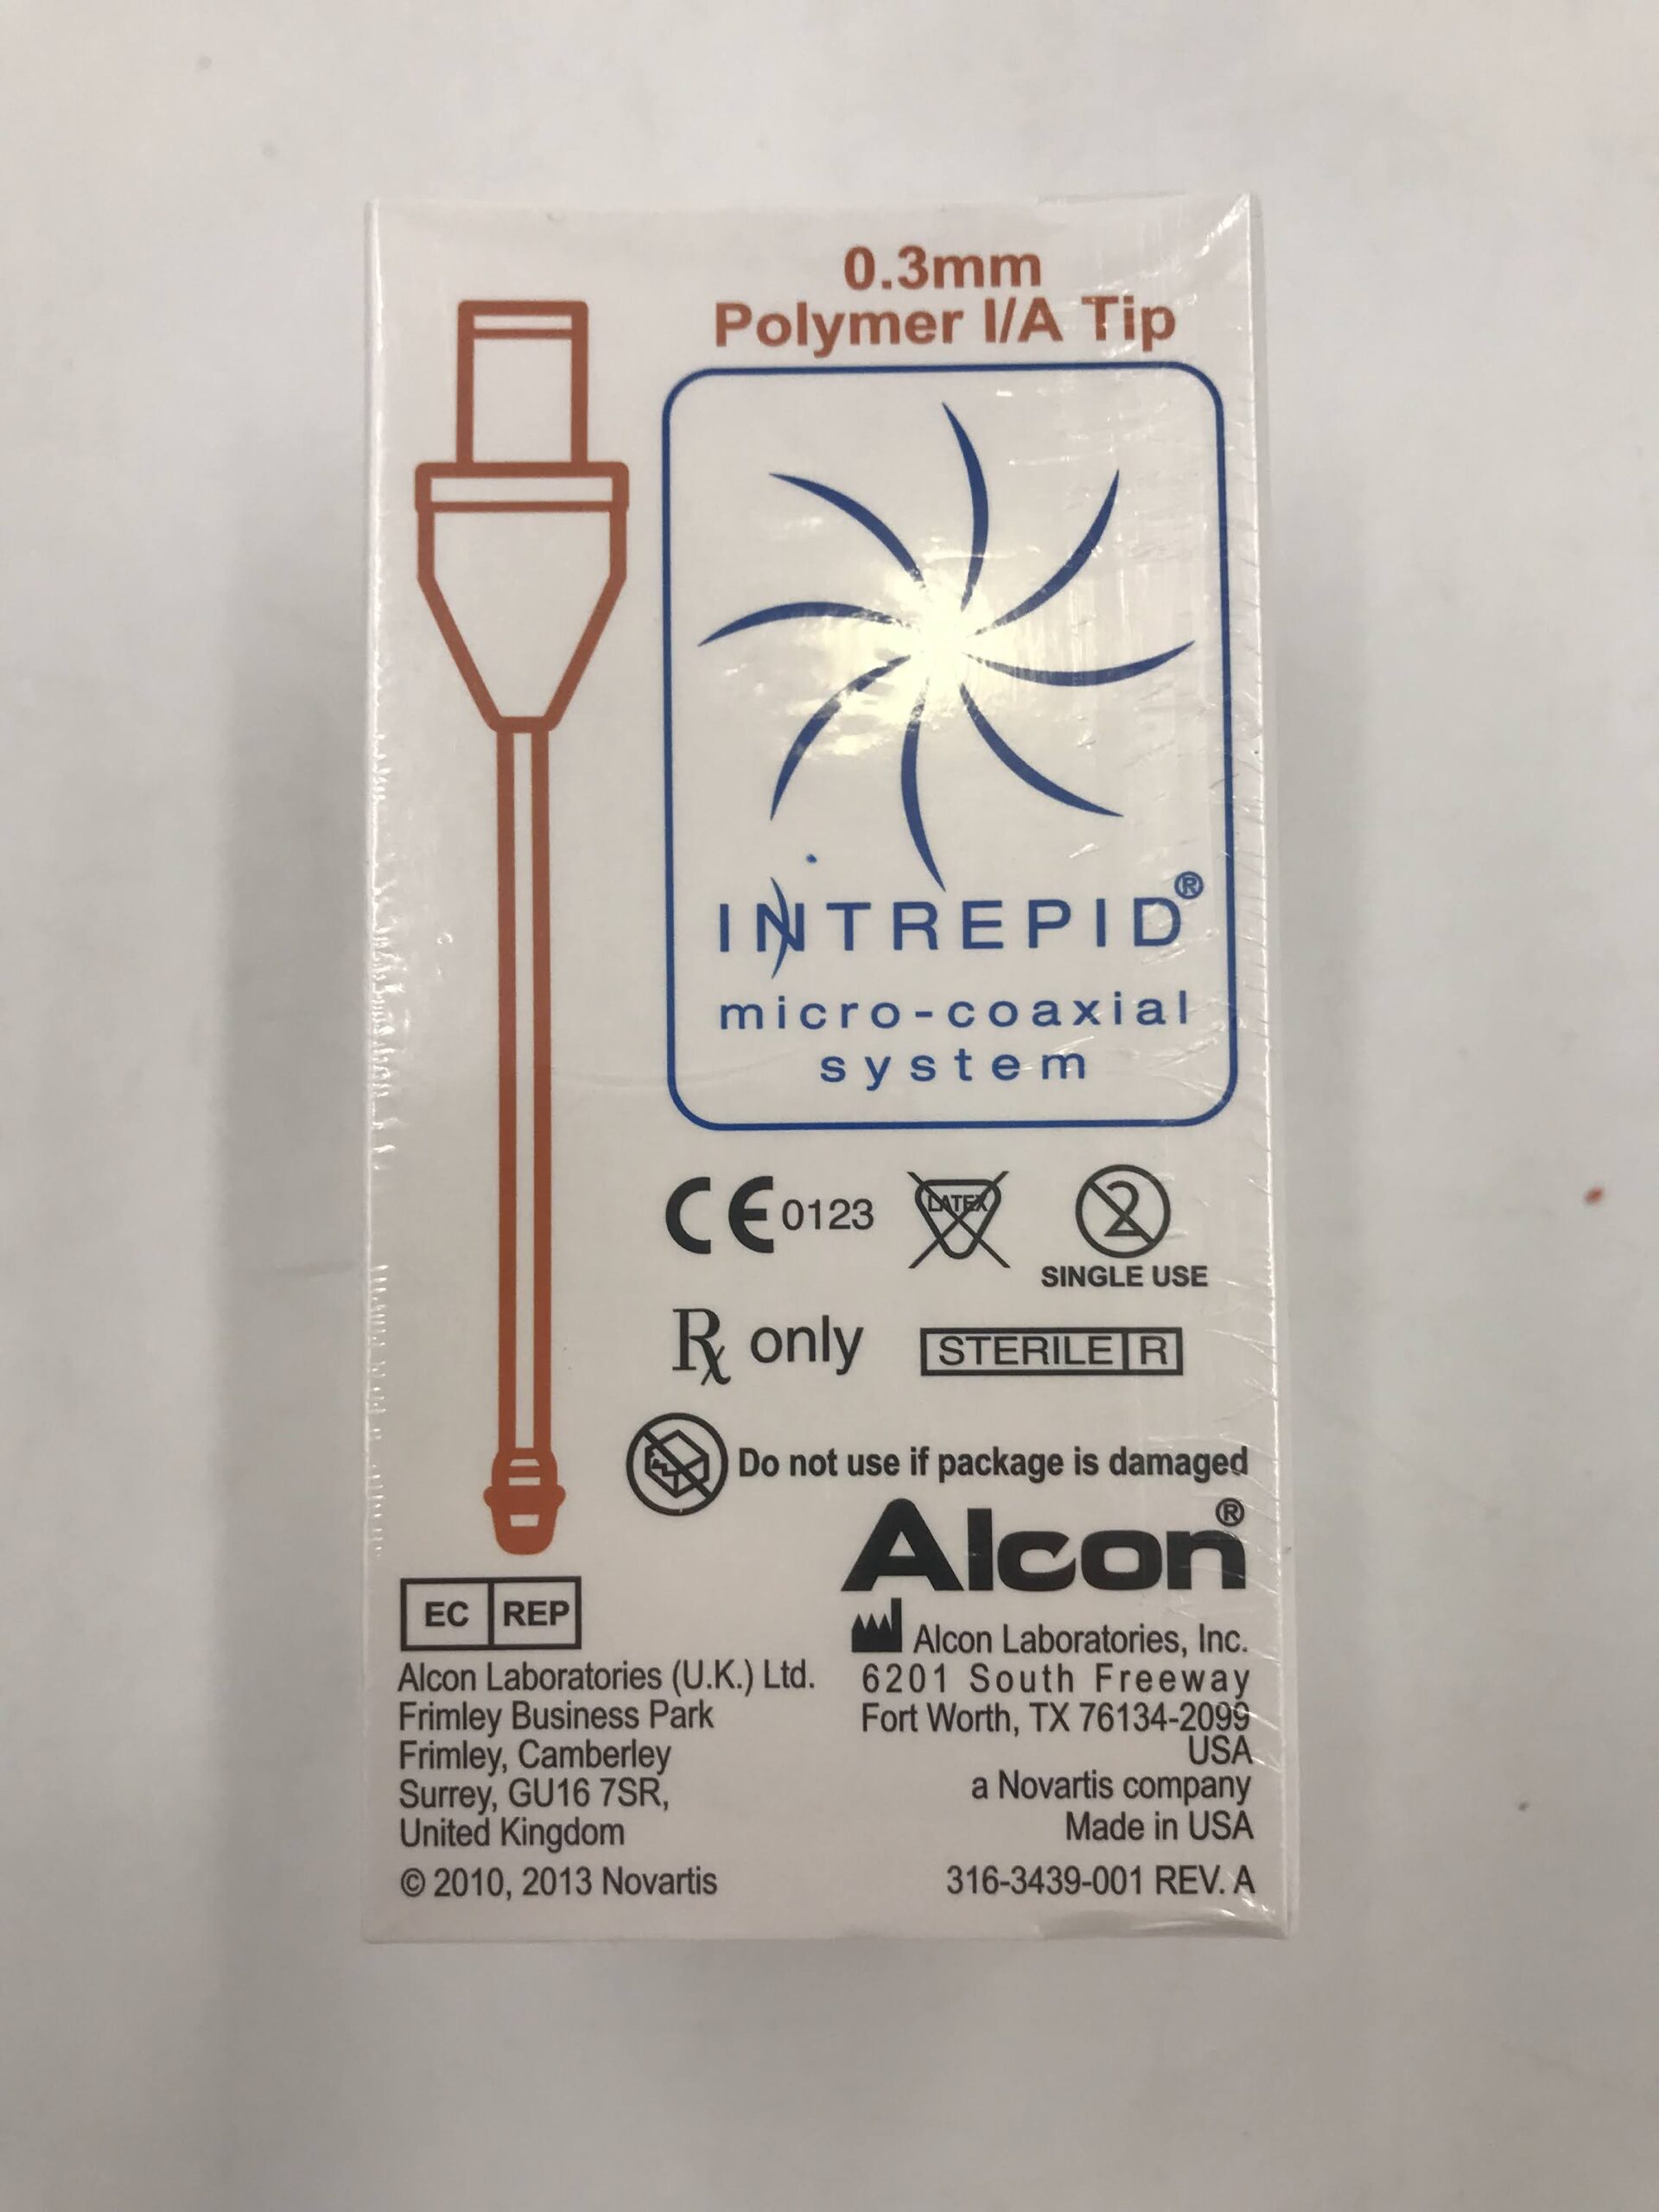 0.3mm
Polymer I/A Tip
INTREPID®
micro-coaxial
system
CE 0123
LATEX
2
SINGLE USE
Rx only
STERILE R
Do not use if package is damaged
Alcon®
EC REP
Alcon Laboratories (U.K.) Ltd.
Frimley Business Park
Frimley, Camberley
Surrey, GU16 7SR,
United Kingdom
© 2010, 2013 Novartis
Alcon Laboratories, Inc.
6201 South Freeway
Fort Worth, TX 76134-2099
USA
a Novartis company
Made in USA
316-3439-001 REV. A